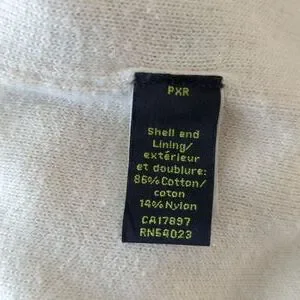 PXR
Shell and
Lining/
extérieur
et doublure:
86% Cotton/
coton
14% Nylon
CA17897
RN54023